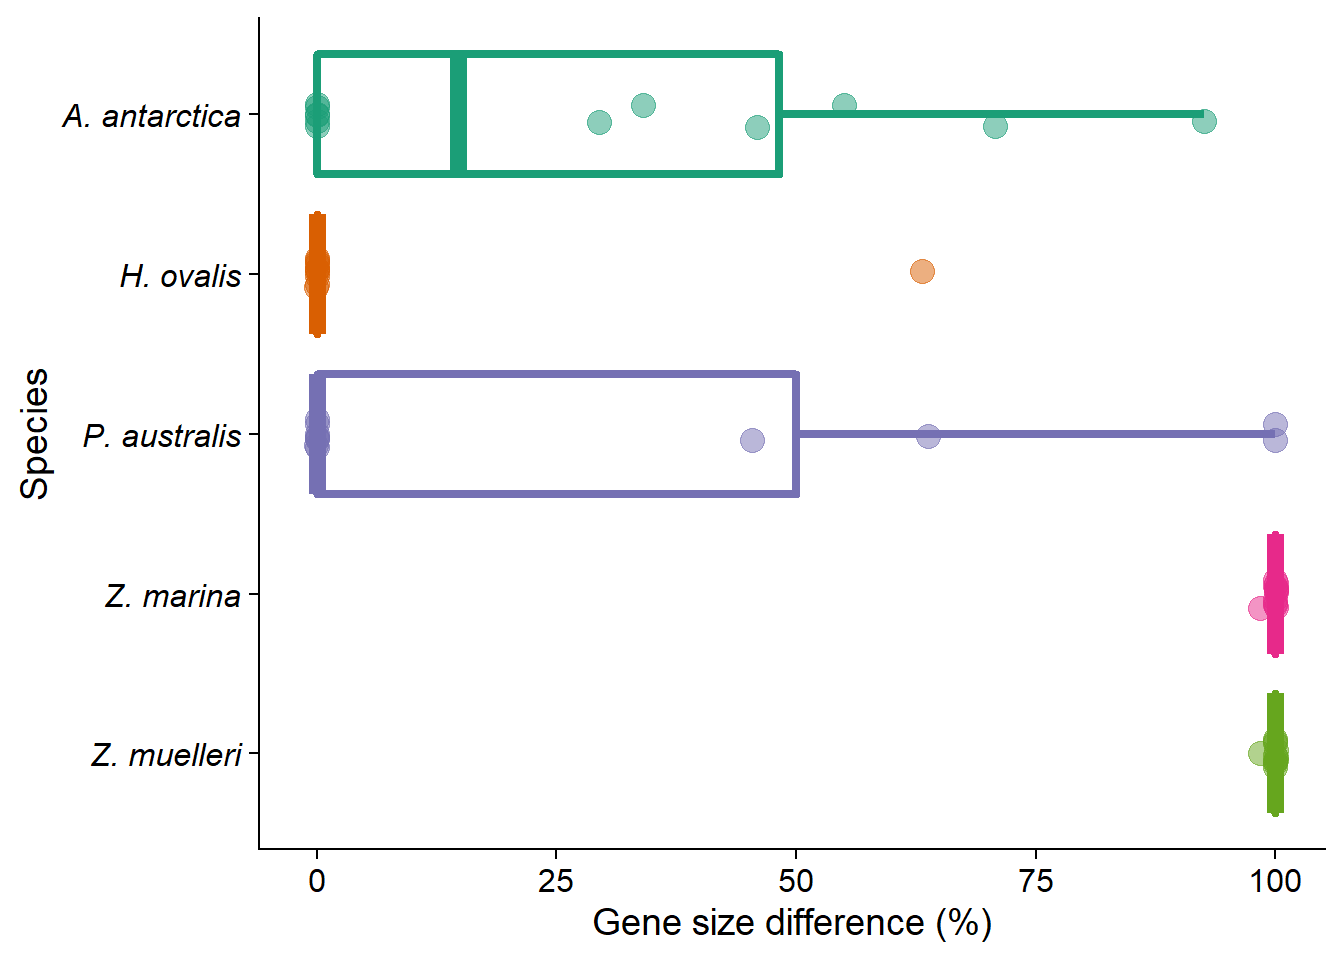 A. antarctica
H. ovalis
P. australis
Z. marina
Z. muelleri
Species
0 25 50 75 100
Gene size difference (%)